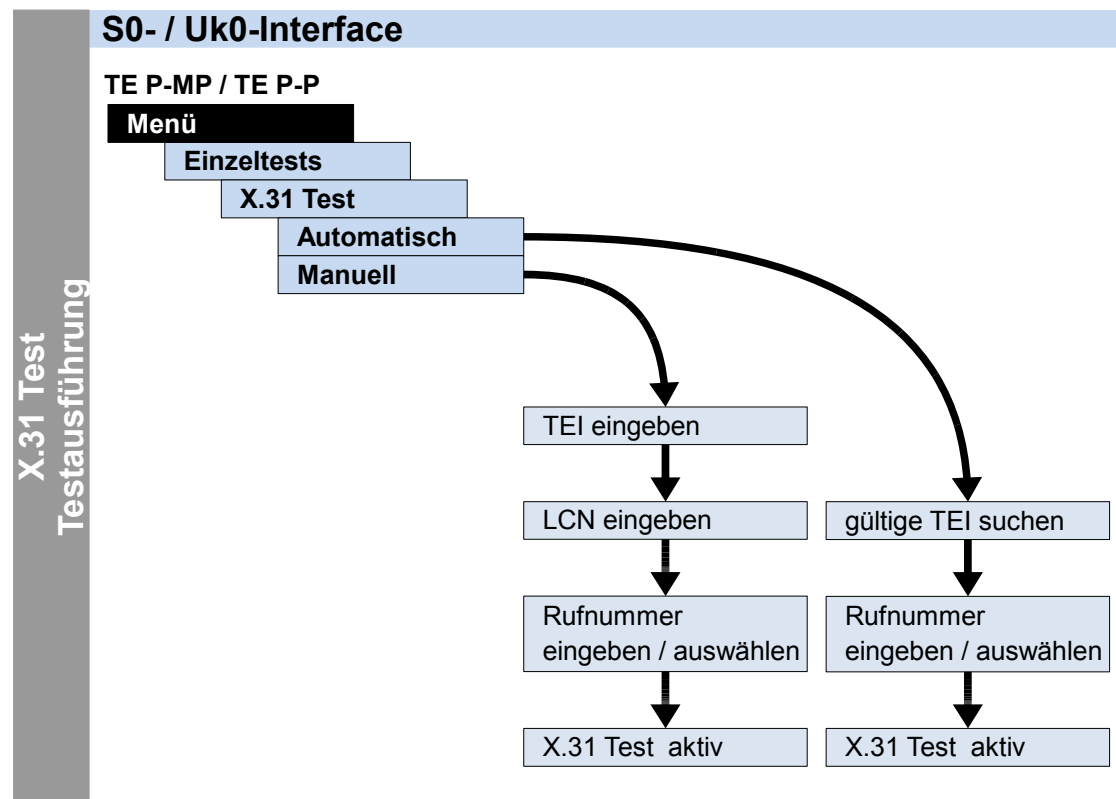 S0- / Uk0-Interface
X.31 Test
Testausführung
TE P-MP / TE P-P
Menü
Einzeltests
X.31 Test
Automatisch
Manuell
TEI eingeben
LCN eingeben
gültige TEI suchen
Rufnummer
eingeben / auswählen
Rufnummer
eingeben / auswählen
X.31 Test aktiv
X.31 Test aktiv